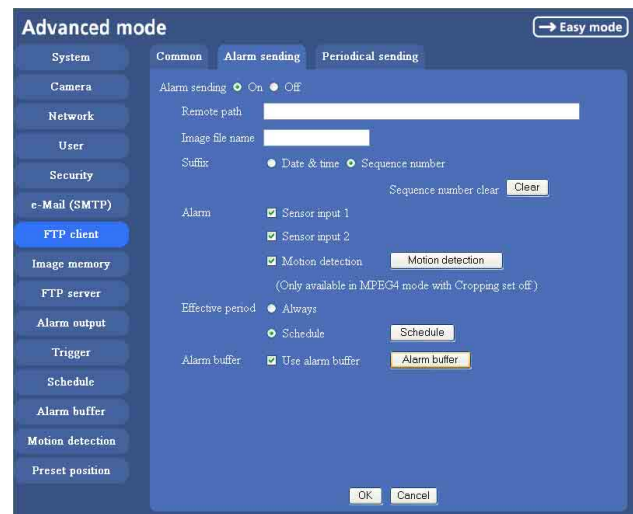 Advanced mode
→ Easy mode
System
Camera
Network
User
Security
e-Mail (SMTP)
FTP client
Image memory
FTP server
Alarm output
Trigger
Schedule
Alarm buffer
Motion detection
Preset position
Common Alarm sending Periodical sending
Alarm sending On Off
Remote path
Image file name
Suffix Date & time Sequence number
Sequence number clear Clear
Alarm Sensor input 1
Sensor input 2
Motion detection Motion detection
(Only available in MPEG4 mode with Cropping set off)
Effective period Always
Schedule Schedule
Alarm buffer Use alarm buffer Alarm buffer
OK Cancel